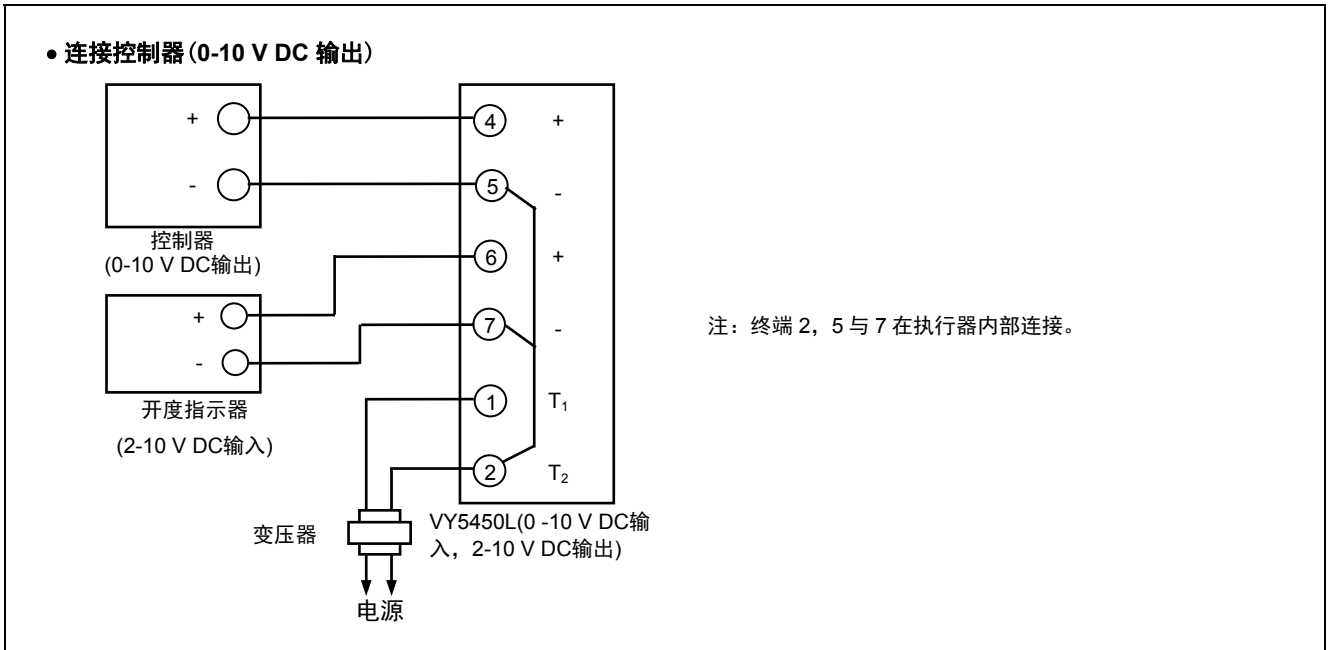 • 连接控制器(0-10 V DC 输出)
+ 4 +
- 5 -
控制器
(0-10 V DC输出)
6 +
+ 7 -
-
注：终端 2，5 与 7 在执行器内部连接。
开度指示器
(2-10 V DC输入)
1 T1
2 T2
变压器
VY5450L(0 -10 V DC输
入，2-10 V DC输出)
电源